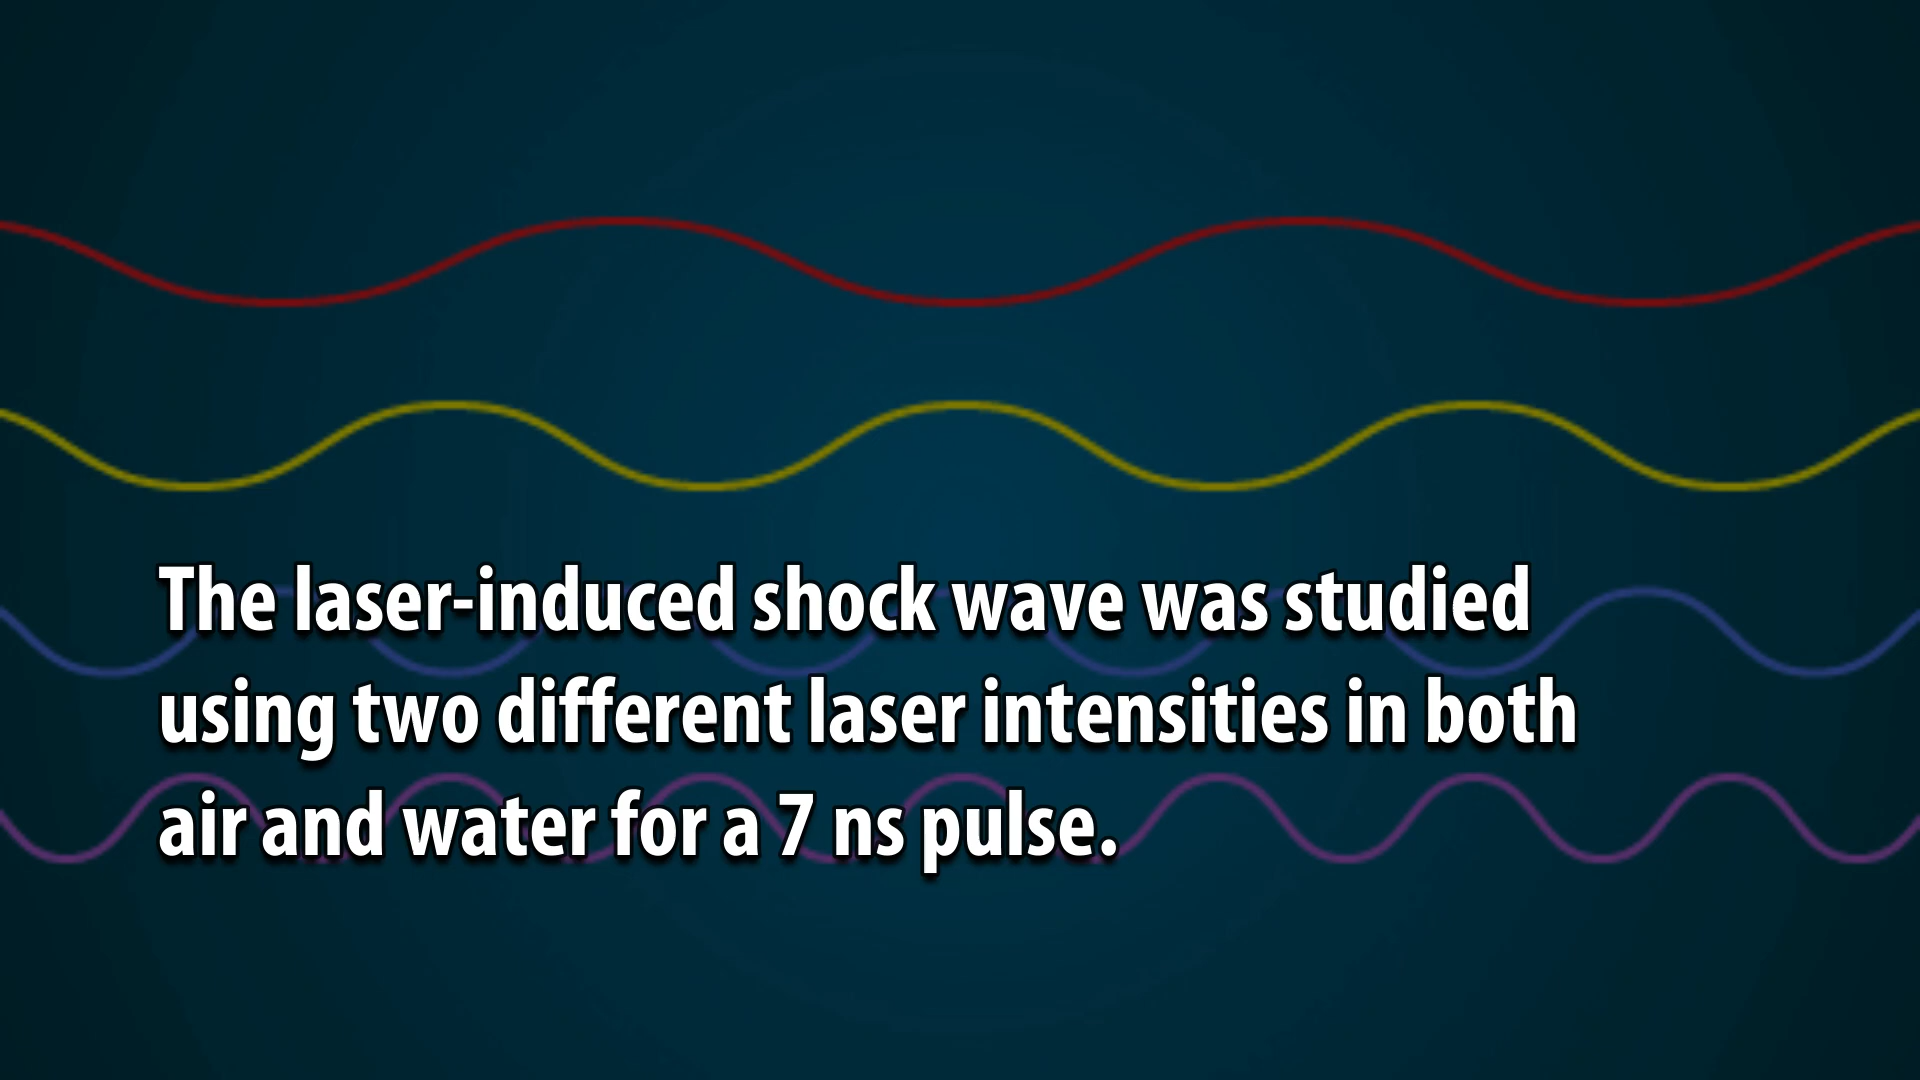 The laser-induced shock wave was studied
using two different laser intensities in both
air and water for a 7 ns pulse.